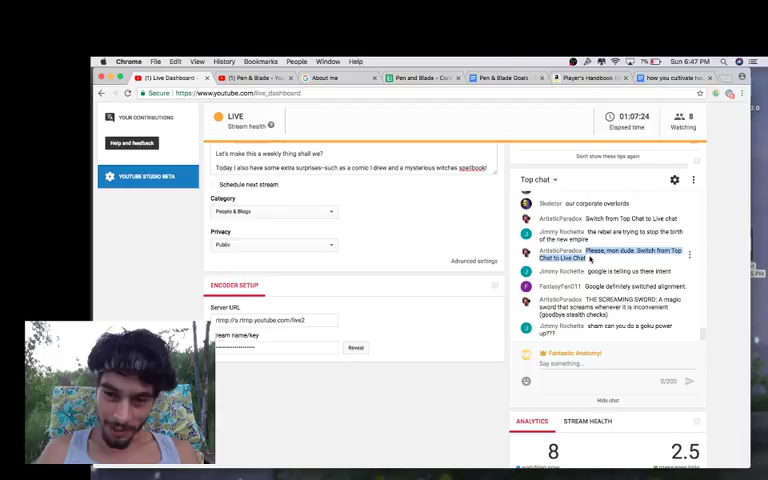 Chrome File Edit View History Bookmarks People Window Help 7% Sun 6:47 PM
(1) Live Dashboard - (1) Pen & Blade - You About me Pen and Blade - Con Pen & Blade Goals - Player's Handbook how you cultivate ha
Secure https://www.youtube.com/live_dashboard
YOUR CONTRIBUTIONS
Help and feedback
YOUTUBE STUDIO BETA
LIVE
Stream health
01:07:24
Elapsed time
8
Watching
Let's make this a weekly thing shall we?
Today I also have some extra surprises--such as a comic I drew and a mysterious witches spellbook!
Schedule next stream
Category
People & Blogs
Privacy
Public
Advanced settings
ENCODER SETUP
Server URL
rtmp://a.rtmp.youtube.com/live2
ream name/key
Reveal
Don't show these tips again
Top chat
Skeletor our corporate overlords
ArtisticParadox Switch from Top Chat to Live chat
Jimmy Rochette the rebel are trying to stop the birth
of the new empire
ArtisticParadox Please, mon dude. Switch from Top
Chat to Live Chat
Jimmy Rochette google is telling us there intent
FantasyFan011 Google definitely switched alignment.
ArtisticParadox THE SCREAMING SWORD: A magic
sword that screams whenever it is inconvenient
(goodbye stealth checks)
Jimmy Rochette sham can you do a goku power
up???
Fantastic Anatomy!
Say something...
0/200
Hide chat
ANALYTICS STREAM HEALTH
8
2.5